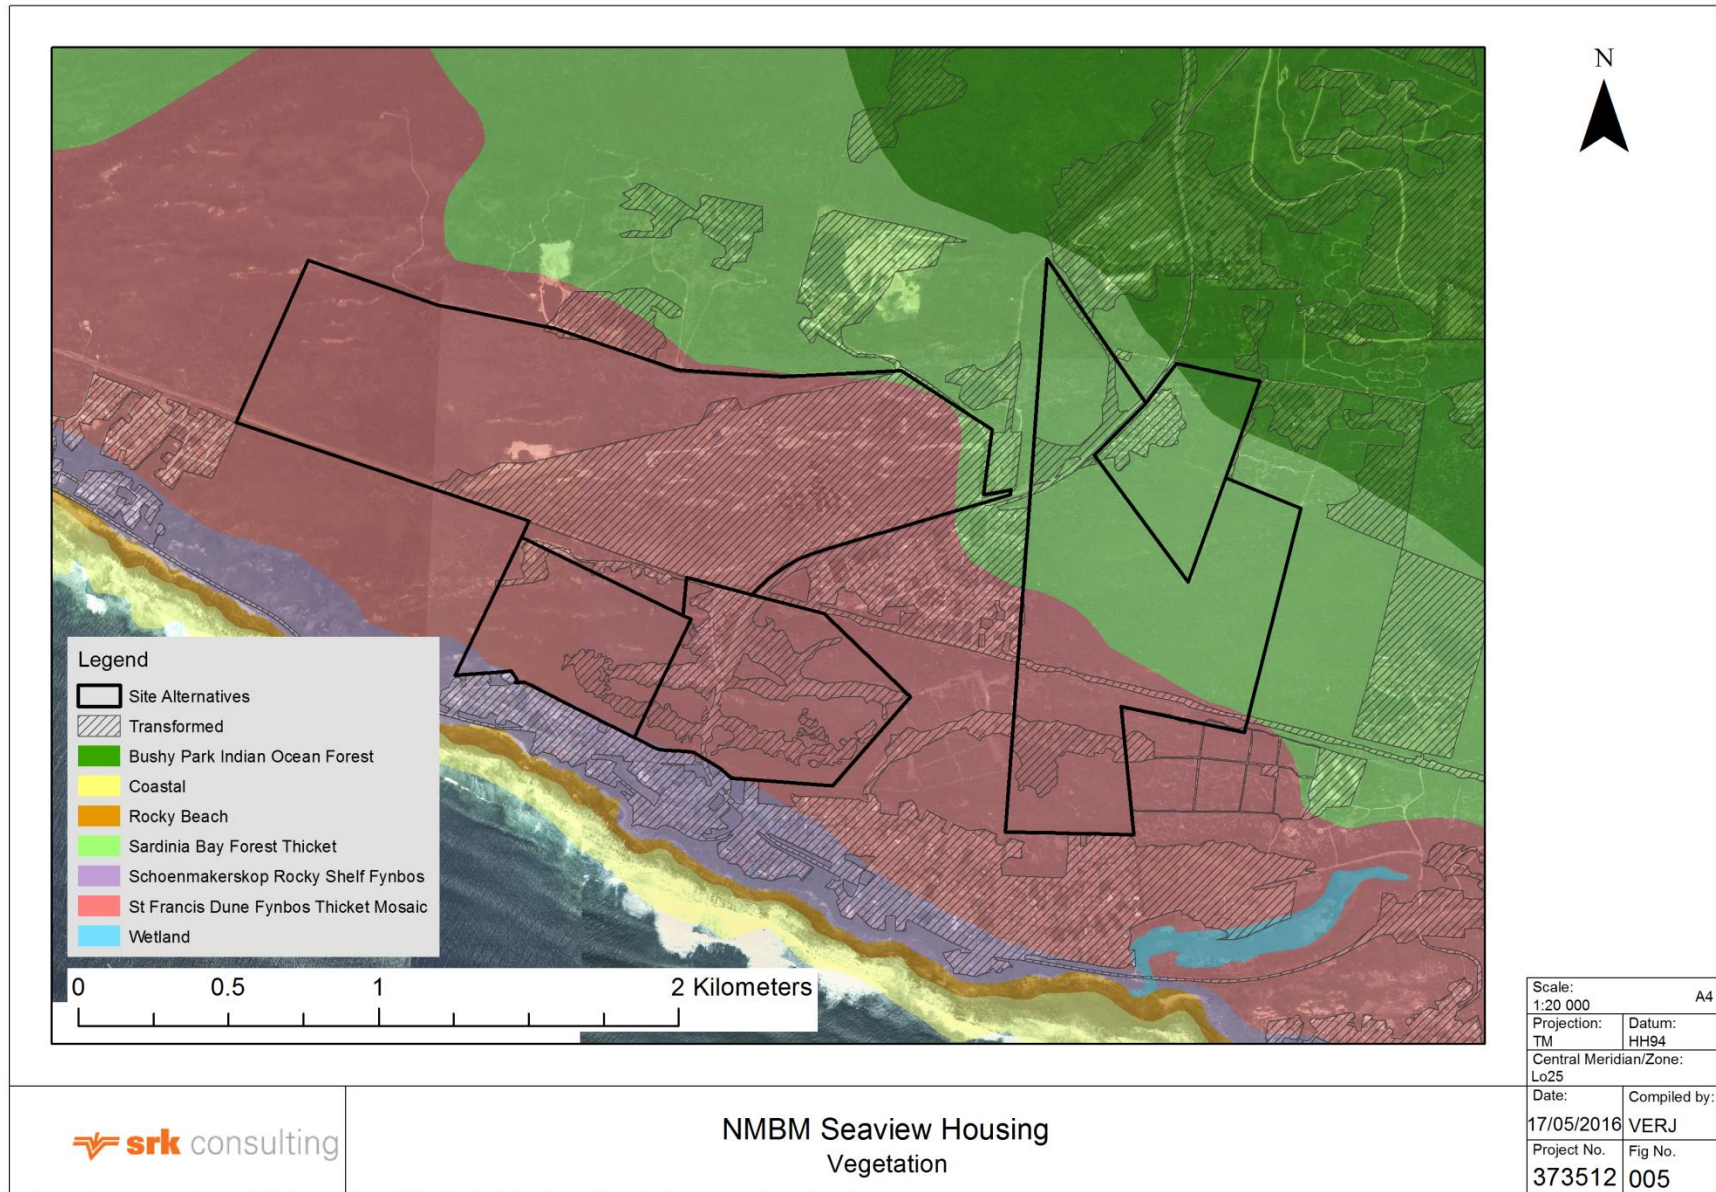 N
Legend
Site Alternatives
Transformed
Bushy Park Indian Ocean Forest
Coastal
Rocky Beach
Sardinia Bay Forest Thicket
Schoenmakerskop Rocky Shelf Fynbos
St Francis Dune Fynbos Thicket Mosaic
Wetland
0 0.5 1 2 Kilometers
Scale:
1:20 000 A4
Projection: Datum:
TM HH94
Central Meridian/Zone:
Lo25
Date: Compiled by:
17/05/2016 VERJ
Project No. Fig No.
373512 005
srk consulting
NMBM Seaview Housing
Vegetation